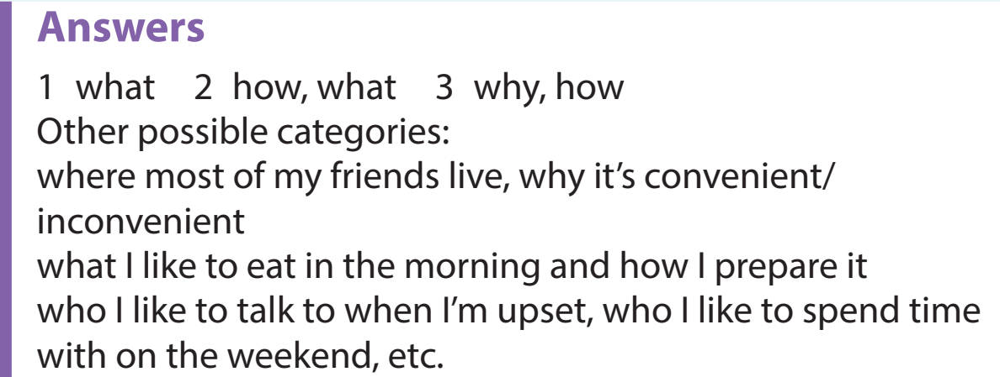 Answers
1 what 2 how, what 3 why, how
Other possible categories:
where most of my friends live, why it’s convenient/
inconvenient
what I like to eat in the morning and how I prepare it
who I like to talk to when I’m upset, who I like to spend time
with on the weekend, etc.